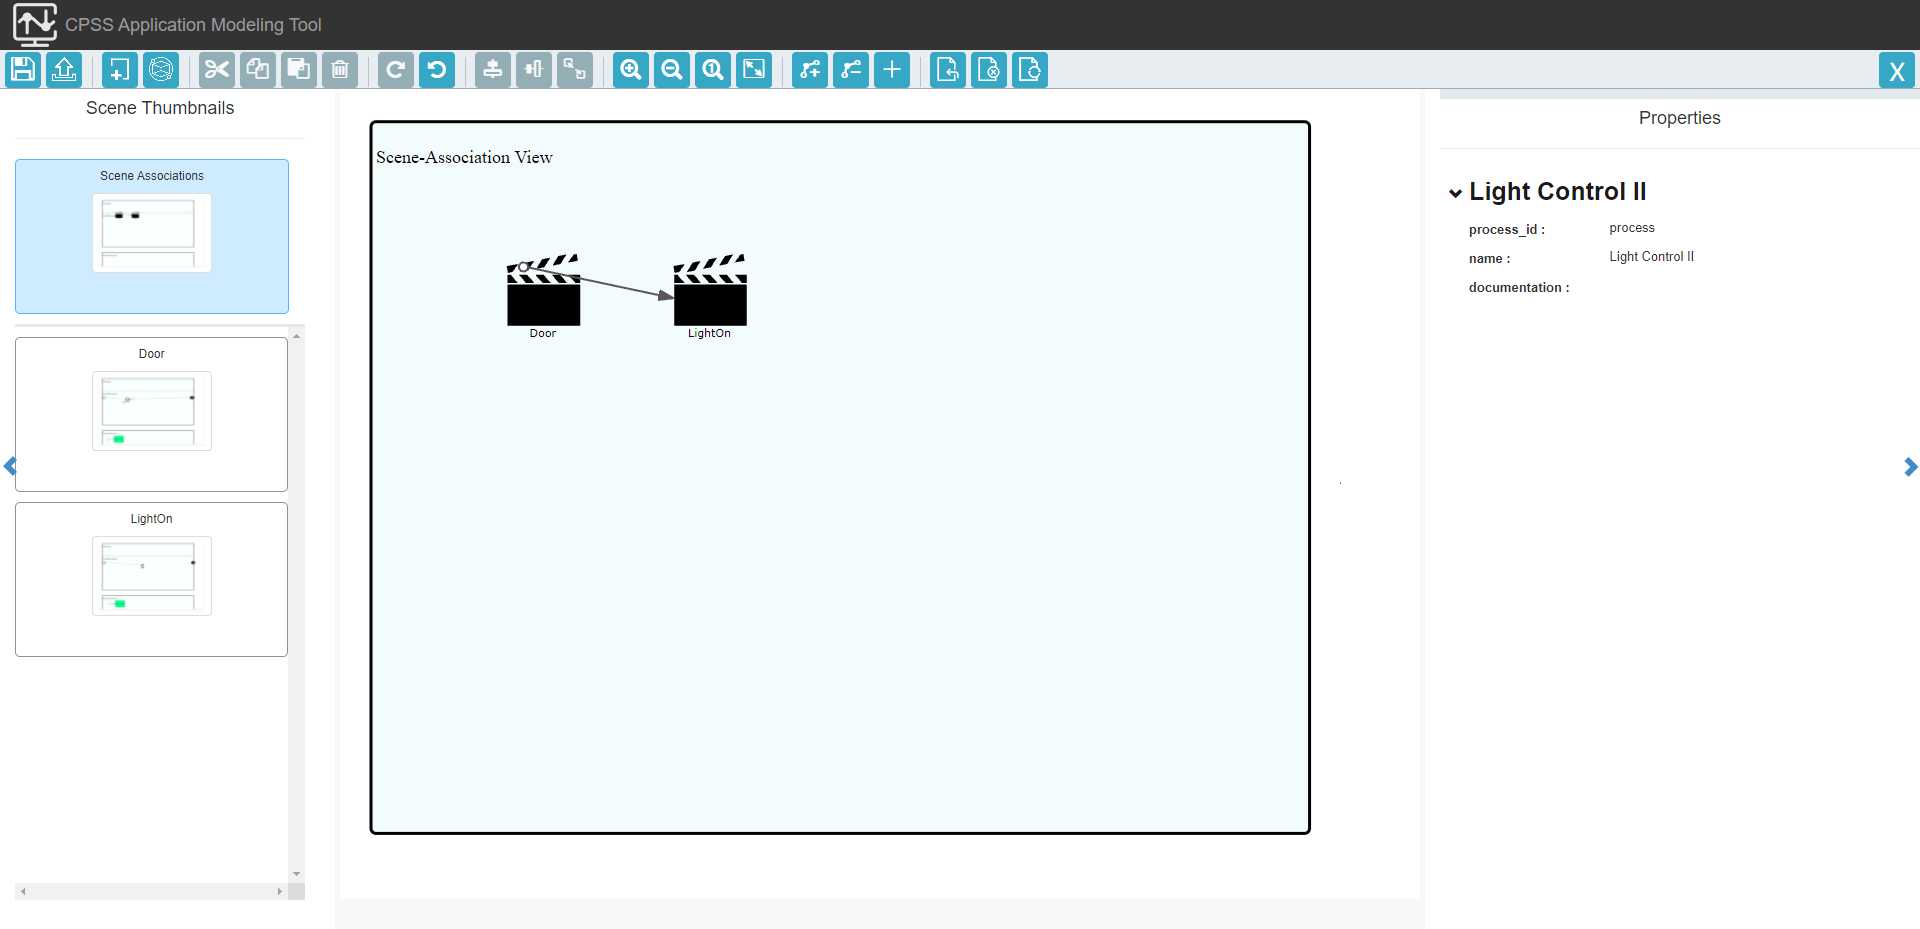 CPSS Application Modeling Tool
1
X
Scene Thumbnails
Scene Associations
Door
LightOn
Scene-Association View
Door
LightOn
Properties
Light Control II
process_id :
process
name :
Light Control II
documentation :